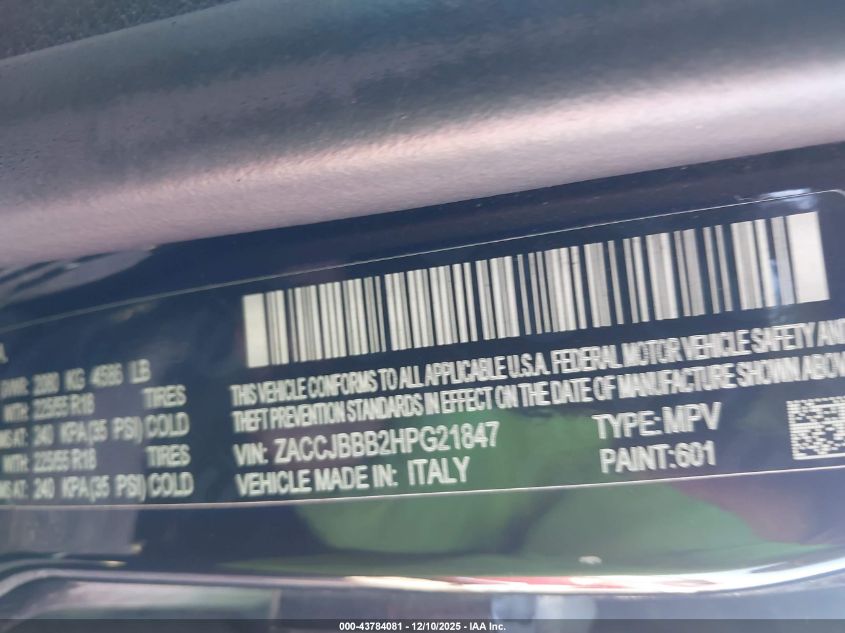 2080 KG 4586 LB
WITH: 225/55 R18 TIRES
AT: 240 KPA(35 PSI) COLD
WITH: 225/55 R18 TIRES
AT: 240 KPA(35 PSI) COLD
THIS VEHICLE CONFORMS TO ALL APPLICABLE U.S.A. FEDERAL MOTOR VEHICLE SAFETY AND
THEFT PREVENTION STANDARDS IN EFFECT ON THE DATE OF MANUFACTURE SHOWN ABOVE
VIN: ZACCJBBB2HPG21847 TYPE: MPV
VEHICLE MADE IN: ITALY PAINT:601
000-43784081 - 12/10/2025 - IAA Inc.